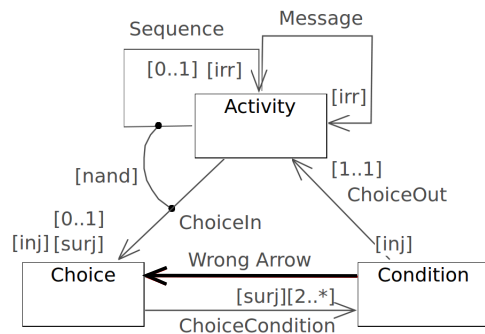 Message
Sequence
[0..1] [irr]
Activity
[irr]
[nand]
[1..1]
ChoiceOut
[0..1]
ChoiceIn
[inj] [surj]
[inj]
Wrong Arrow
Choice
Condition
[surj][2..*]
ChoiceCondition